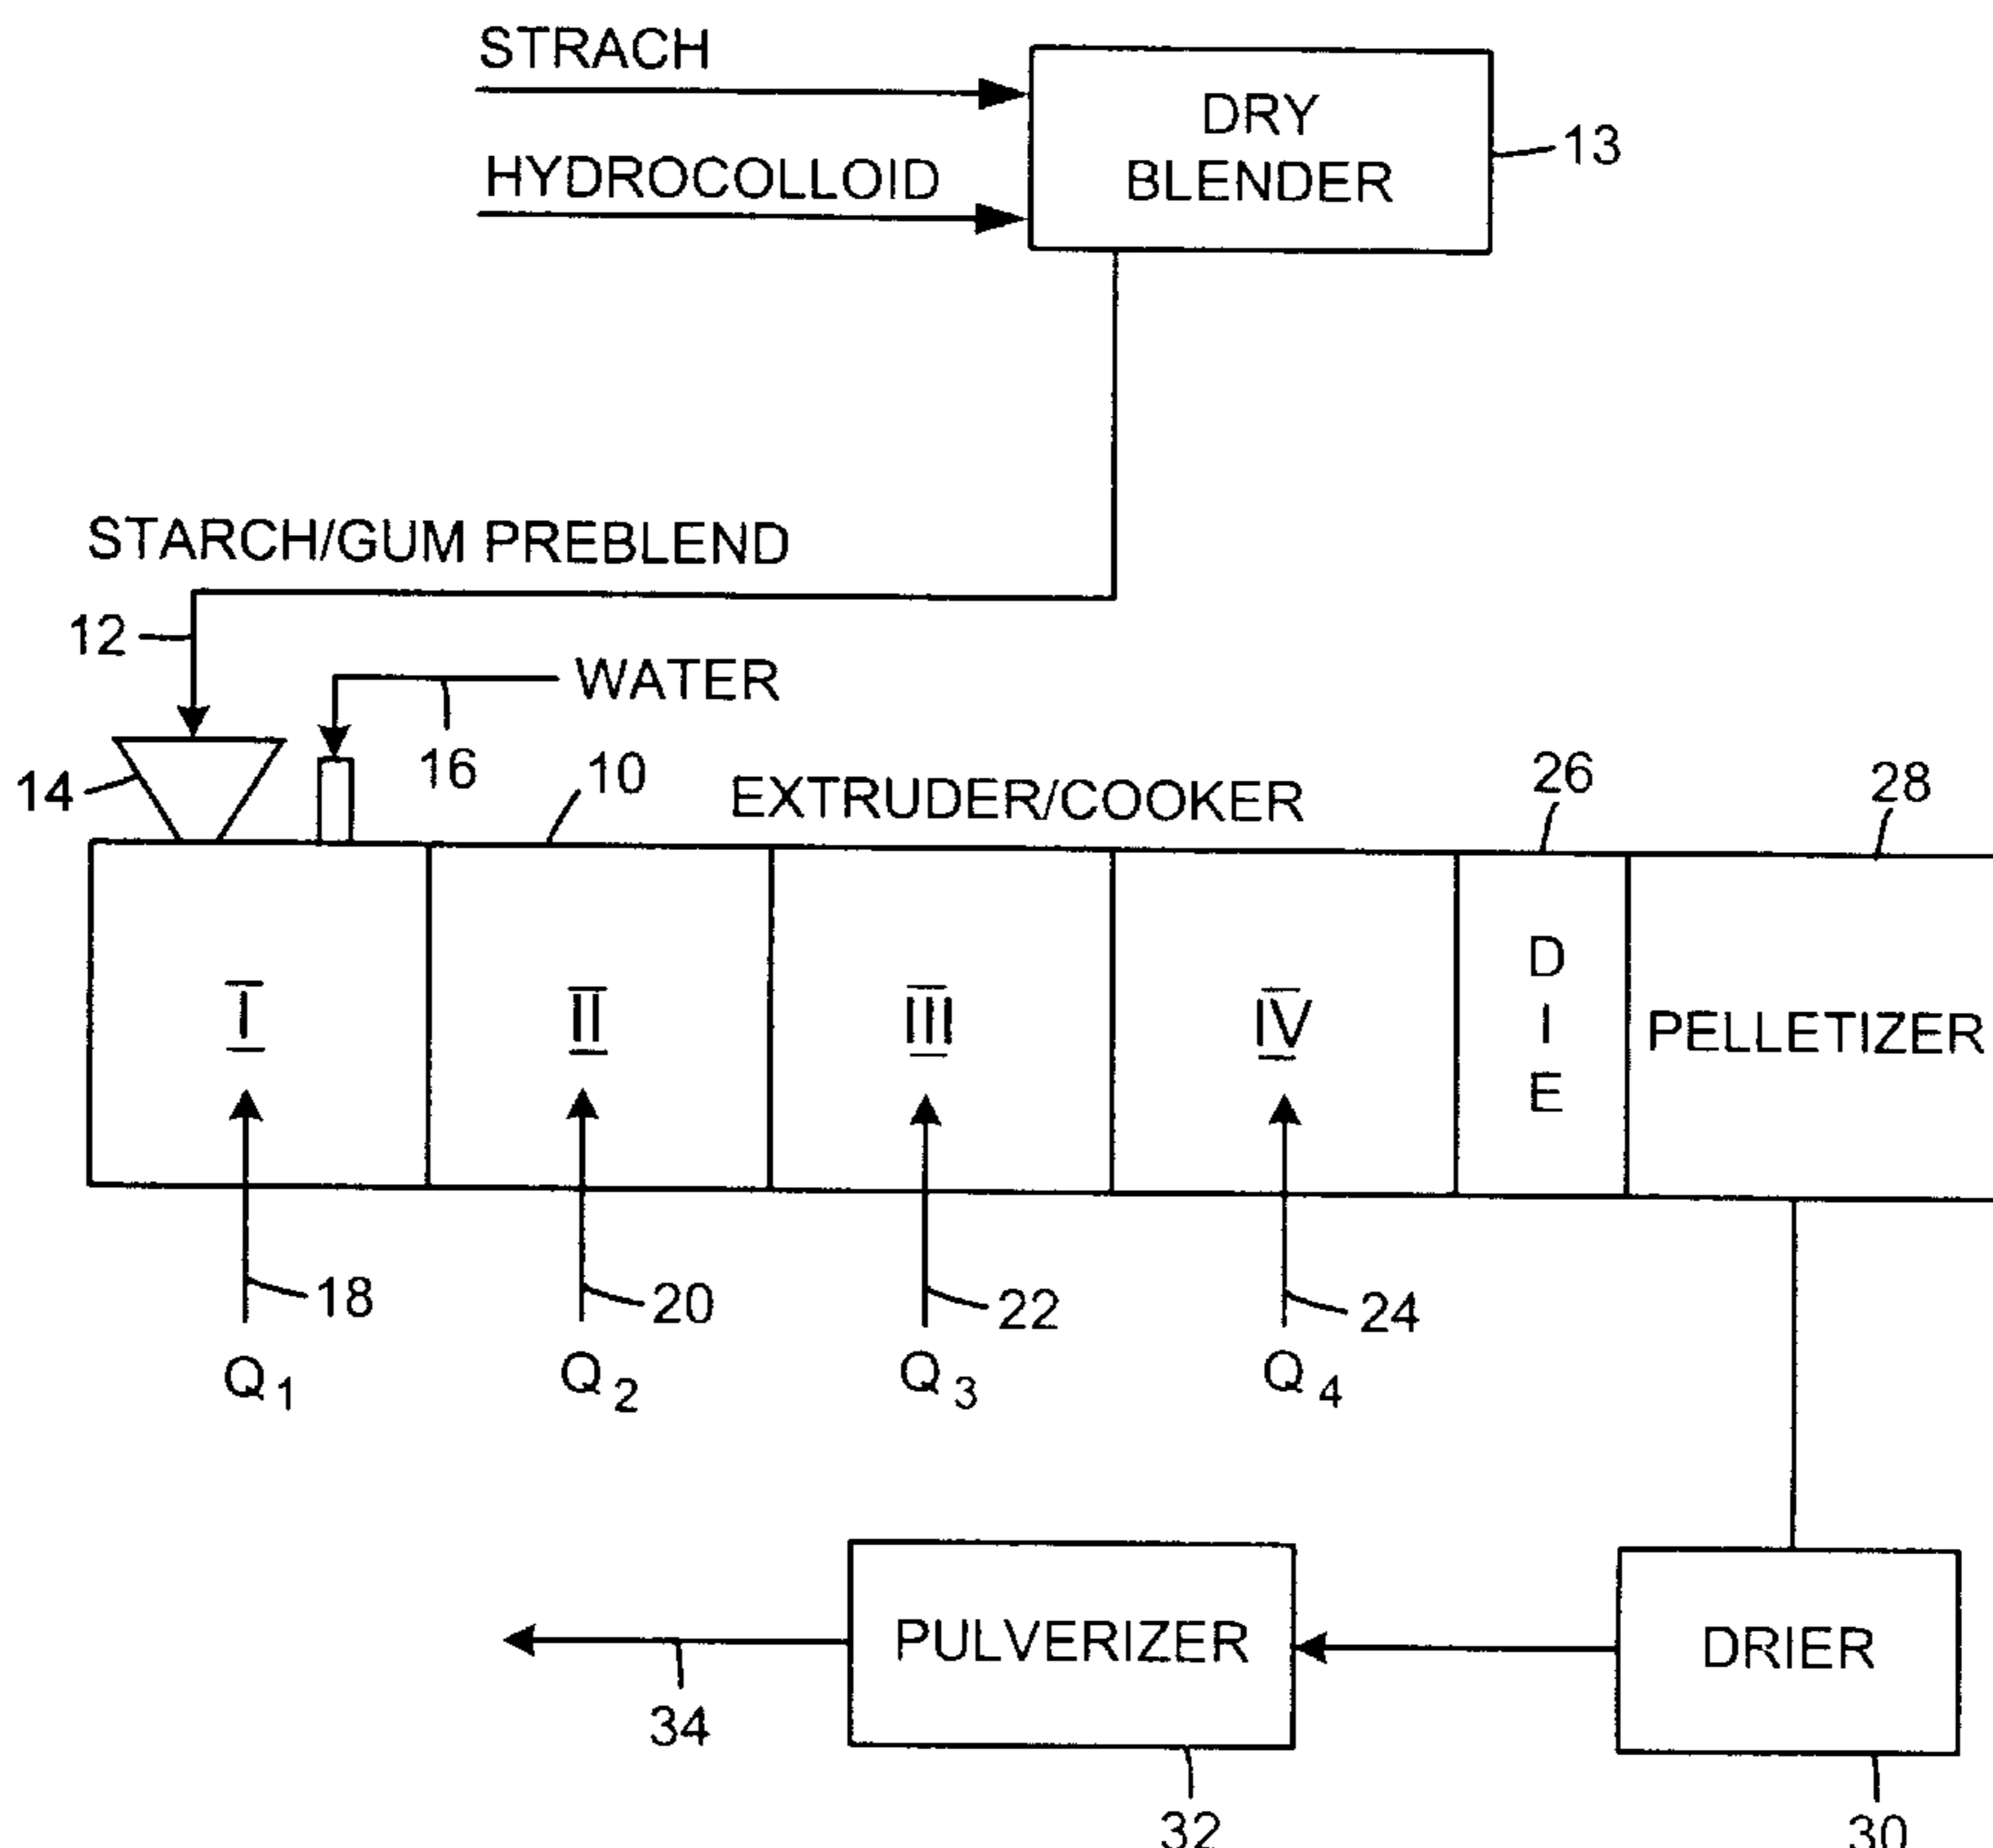 STRACH
DRY
BLENDER
13
HYDROCOLLOID
STARCH/GUM PREBLEND
12
WATER
16
14
10
EXTRUDER/COOKER
26
28
I
II
III
IV
D
I
E
PELLETIZER
18
20
22
24
Q1
Q2
Q3
Q4
PULVERIZER
DRIER
34
32
30